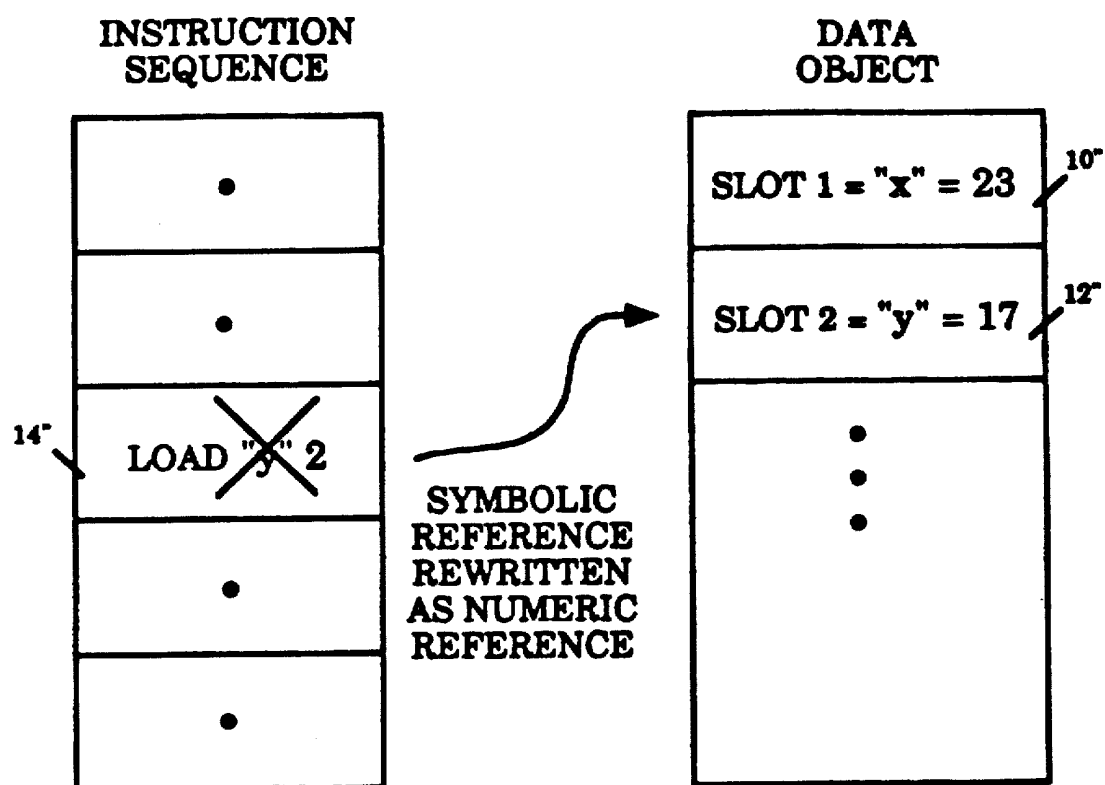 INSTRUCTION
SEQUENCE
DATA
OBJECT
SLOT 1 = "x" = 23
10"
SLOT 2 = "y" = 17
12"
14"
LOAD "y" 2
SYMBOLIC
REFERENCE
REWRITTEN
AS NUMERIC
REFERENCE